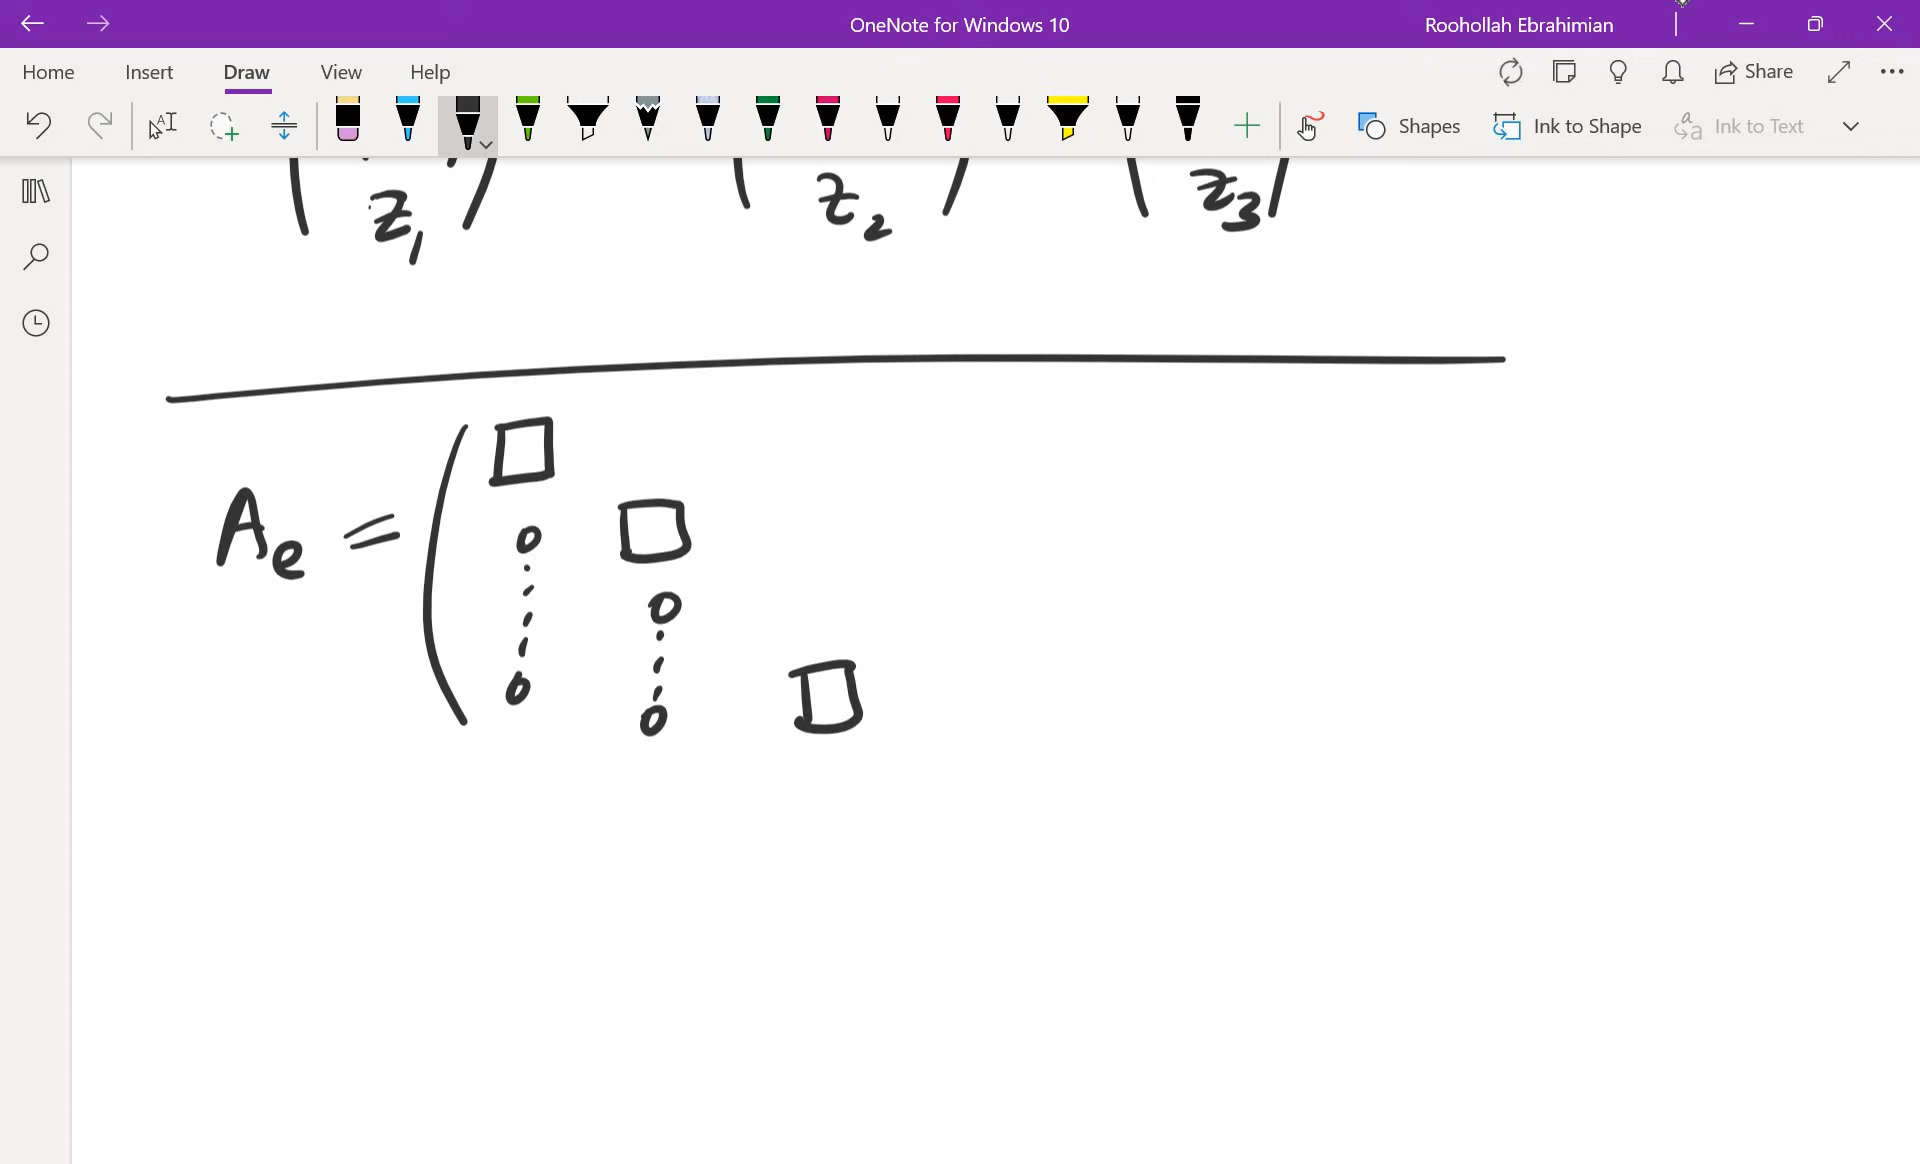 OneNote for Windows 10
Roohollah Ebrahimian
Home Insert Draw View Help
Share
Shapes Ink to Shape Ink to Text
( z₁ ) ( z₂ ) ( z₃ )
Aₑ = ( □
0 □
⋮ 0
⋮ ⋮ □
0 0